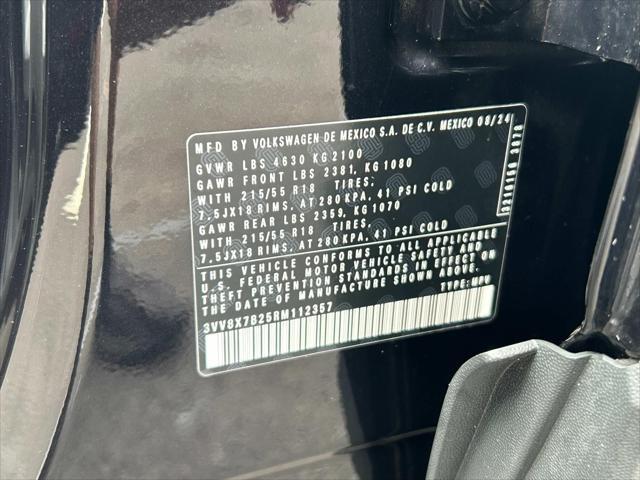 MFD BY VOLKSWAGEN DE MEXICO S.A. DE C.V. MEXICO 08/24
GVWR LBS 4630 KG 2100
GAWR FRONT LBS 2381, KG 1080
WITH 215/55 R18 TIRES.
7,5JX18 RIMS, AT 280 KPA, 41 PSI COLD
GAWR REAR LBS 2359, KG 1070
WITH 215/55 R18 TIRES.
7,5JX18 RIMS, AT 280 KPA, 41 PSI COLD
THIS VEHICLE CONFORMS TO ALL APPLICABLE
U.S. FEDERAL MOTOR VEHICLE SAFETY AND
THEFT PREVENTION STANDARDS IN EFFECT ON
THE DATE OF MANUFACTURE SHOWN ABOVE.
TYPE: MPV
3VV8X7B25RM112357
3078